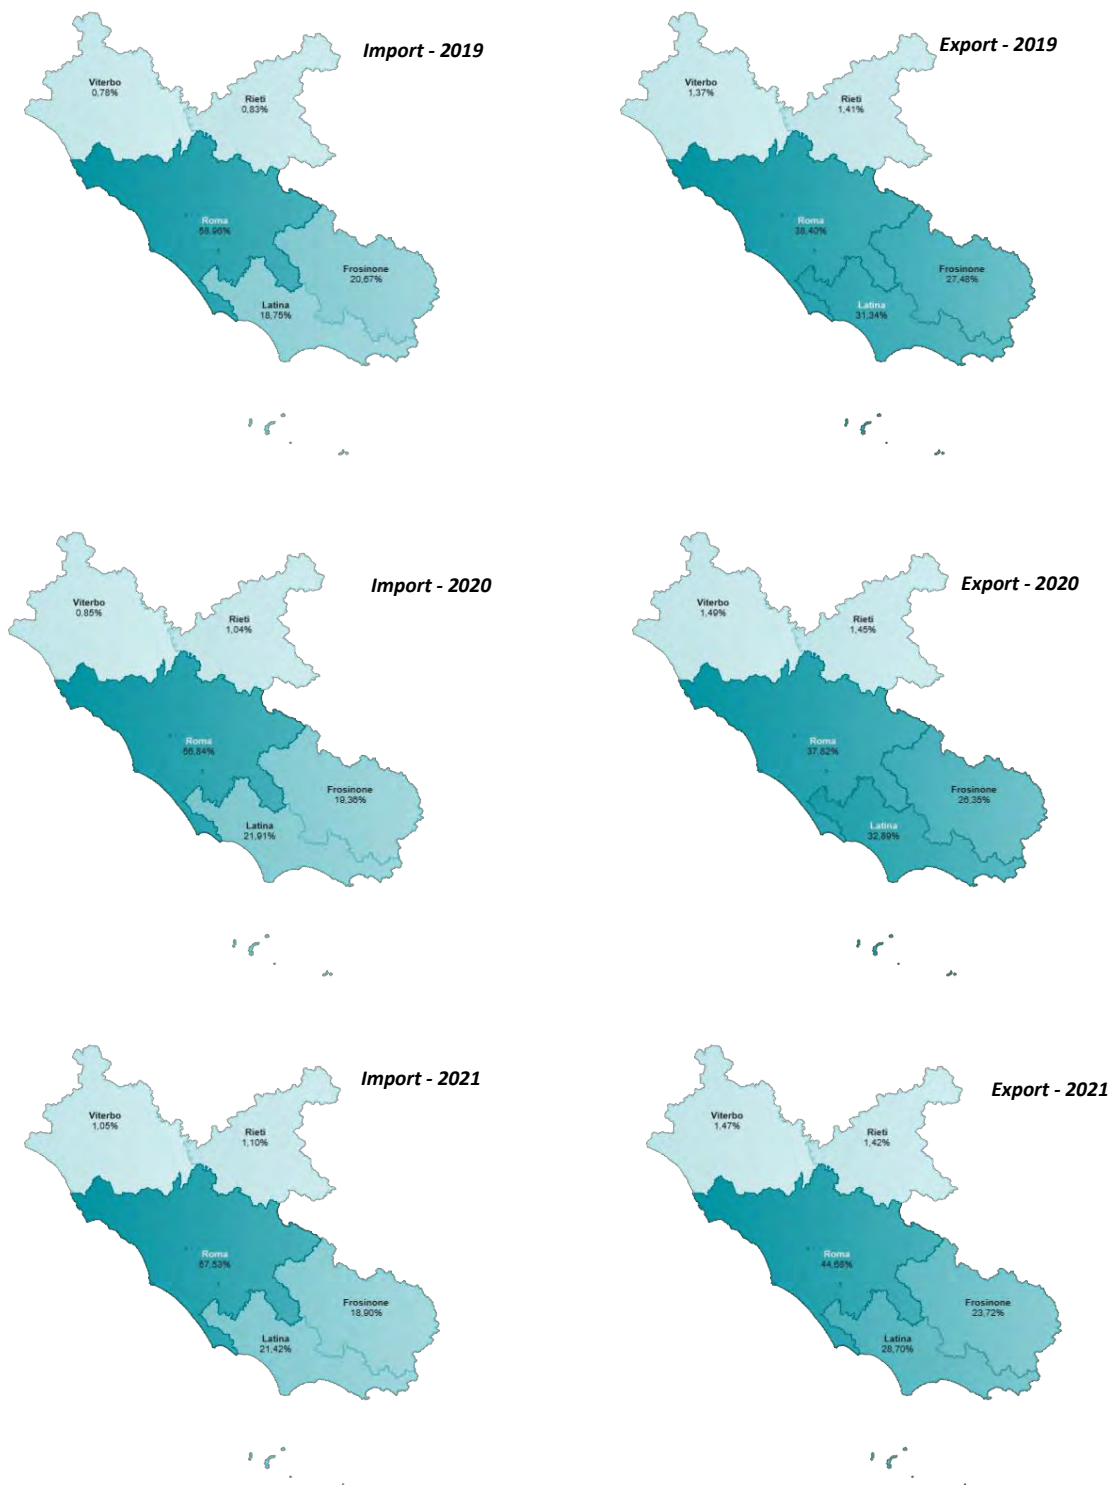 Import - 2019
Viterbo
0,78%
Rieti
0,83%
Roma
58,96%
Frosinone
20,67%
Latina
18,75%
Export - 2019
Viterbo
1,37%
Rieti
1,41%
Roma
38,40%
Frosinone
27,48%
Latina
31,34%
Import - 2020
Viterbo
0,85%
Rieti
1,04%
Roma
56,84%
Frosinone
19,36%
Latina
21,91%
Export - 2020
Viterbo
1,49%
Rieti
1,45%
Roma
37,82%
Frosinone
26,35%
Latina
32,89%
Import - 2021
Viterbo
1,05%
Rieti
1,10%
Roma
57,53%
Frosinone
18,90%
Latina
21,42%
Export - 2021
Viterbo
1,47%
Rieti
1,42%
Roma
44,69%
Frosinone
23,72%
Latina
28,70%